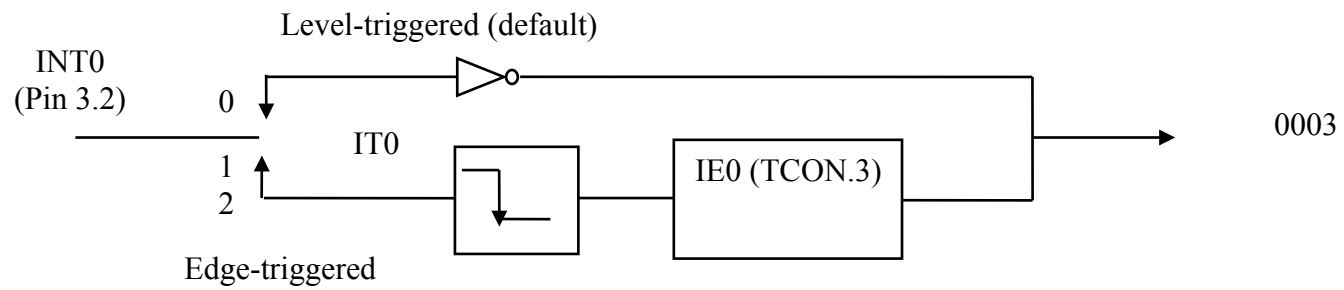 Level-triggered (default)
INT0
(Pin 3.2)
0
0003
IT0
1
IE0 (TCON.3)
2
Edge-triggered